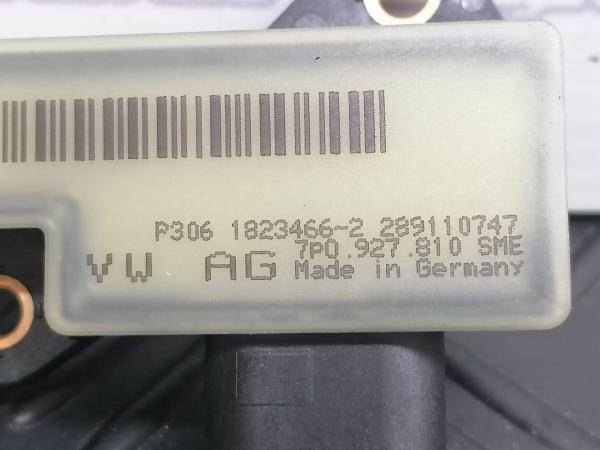 P306 1823466-2 289110747
7P0.927.810 SME
VW AG Made in Germany